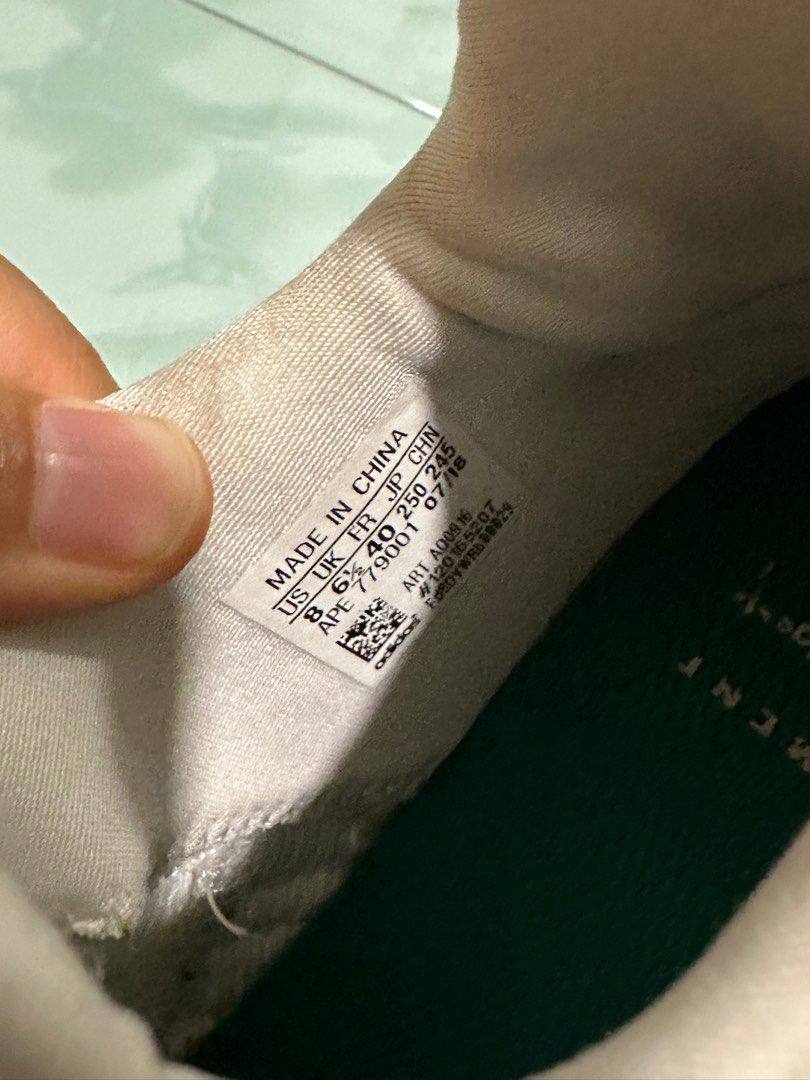 MADE IN CHINA
US UK FR JP CHN
8 6½ 40 250 245
APE 779001 07/18
ART
adidas
MENT